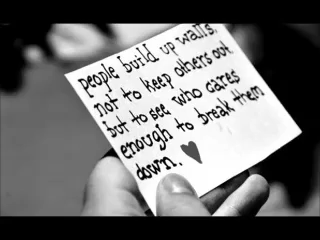 people build up walls,
not to keep others out.
but to see who cares
enough to break them
down. ♥